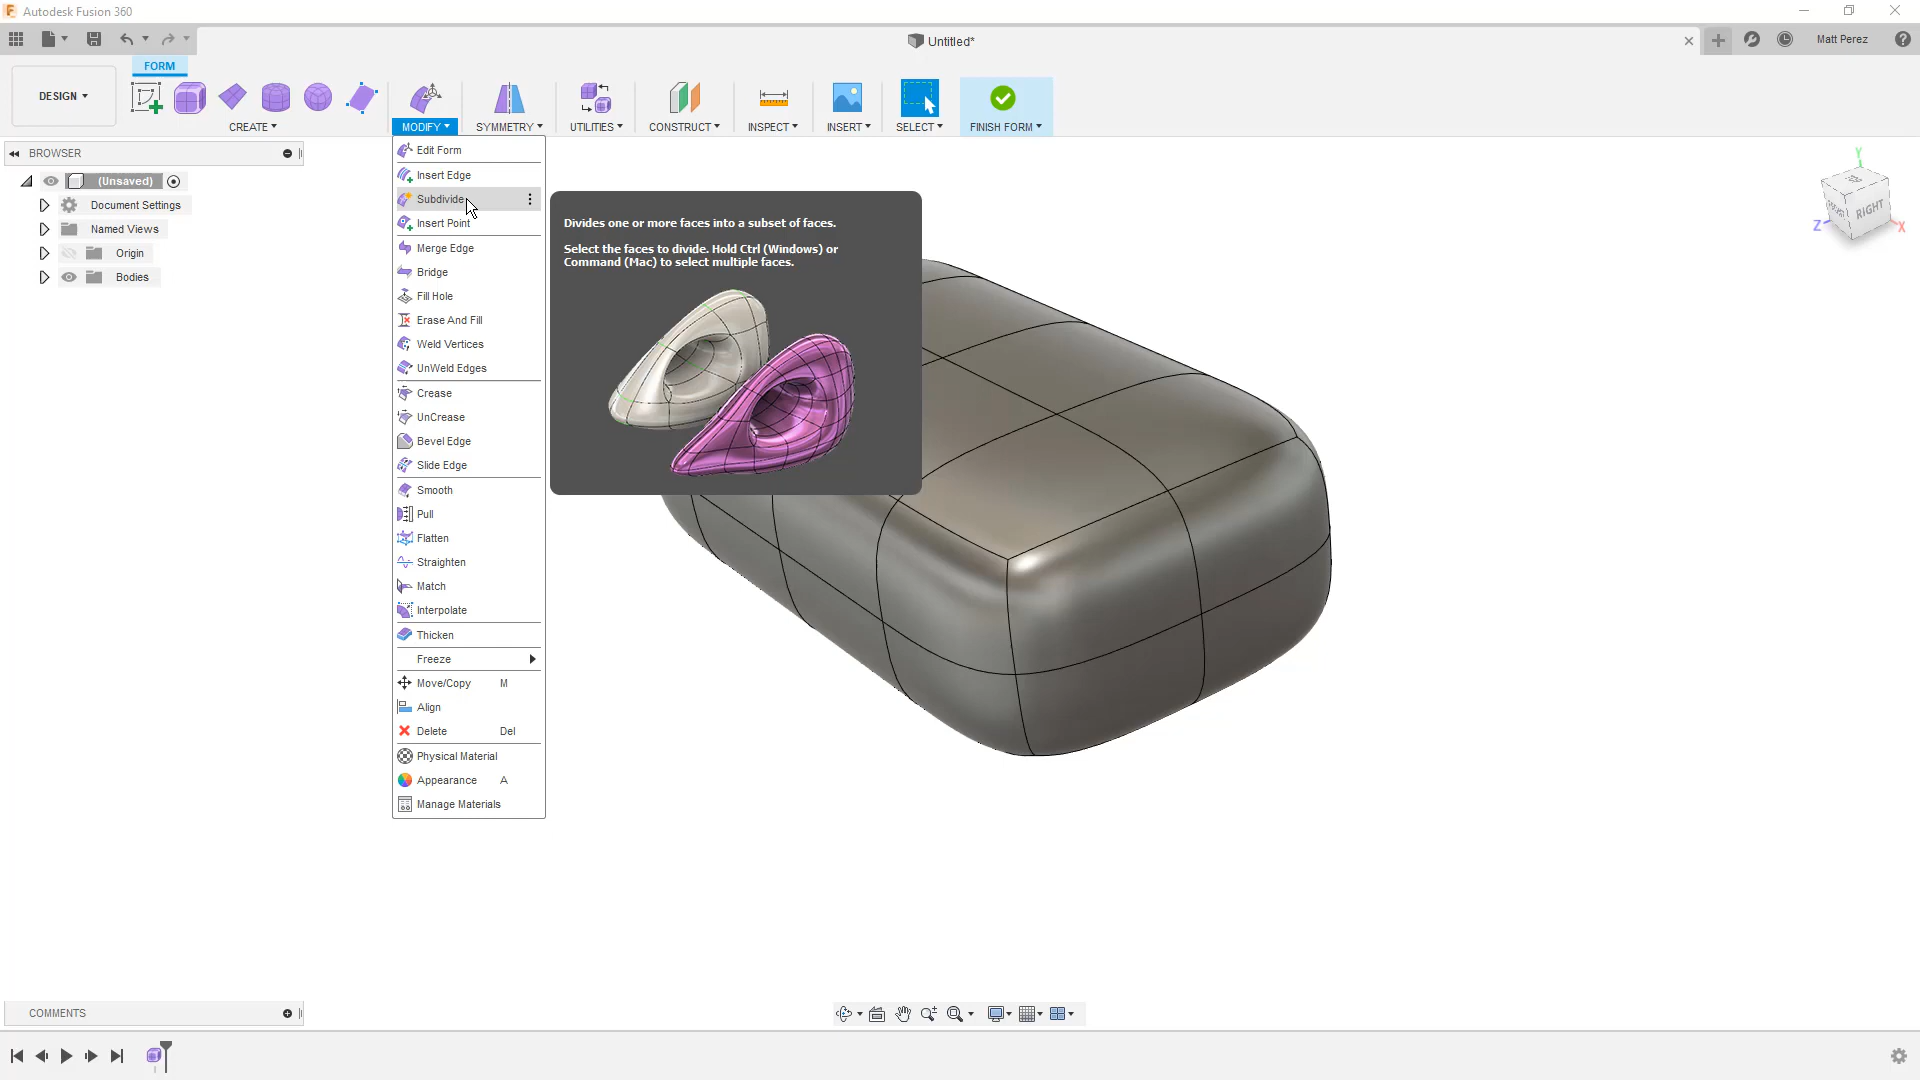 Autodesk Fusion 360
Untitled*
Matt Perez
FORM
DESIGN
CREATE
MODIFY
SYMMETRY
UTILITIES
CONSTRUCT
INSPECT
INSERT
SELECT
FINISH FORM
BROWSER
(Unsaved)
Document Settings
Named Views
Origin
Bodies
Edit Form
Insert Edge
Subdivide
Insert Point
Merge Edge
Bridge
Fill Hole
Erase And Fill
Weld Vertices
UnWeld Edges
Crease
UnCrease
Bevel Edge
Slide Edge
Smooth
Pull
Flatten
Straighten
Match
Interpolate
Thicken
Freeze
Move/Copy M
Align
Delete Del
Physical Material
Appearance A
Manage Materials
Divides one or more faces into a subset of faces.
Select the faces to divide. Hold Ctrl (Windows) or
Command (Mac) to select multiple faces.
Y
RIGHT
Z
X
COMMENTS